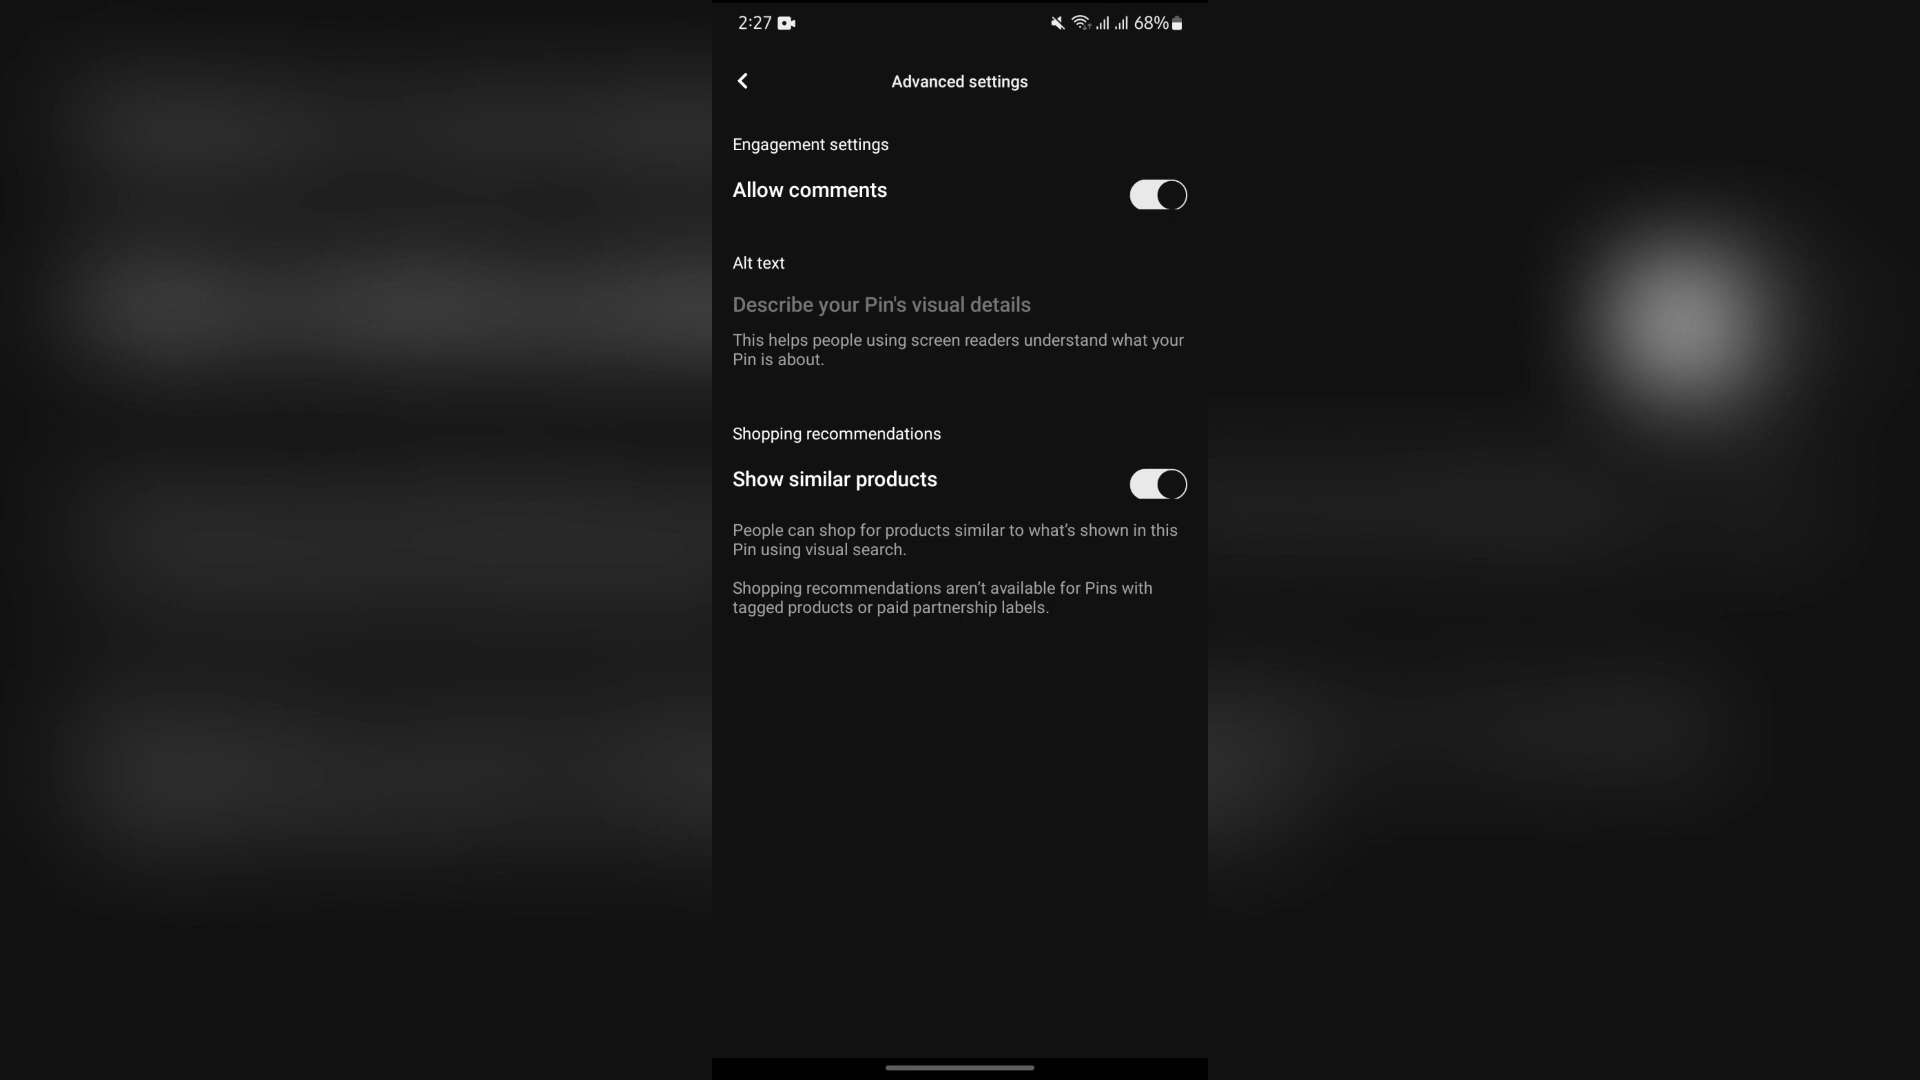 2:27
68%
Advanced settings
Engagement settings
Allow comments
Alt text
Describe your Pin's visual details
This helps people using screen readers understand what your
Pin is about.
Shopping recommendations
Show similar products
People can shop for products similar to what's shown in this
Pin using visual search.
Shopping recommendations aren't available for Pins with
tagged products or paid partnership labels.